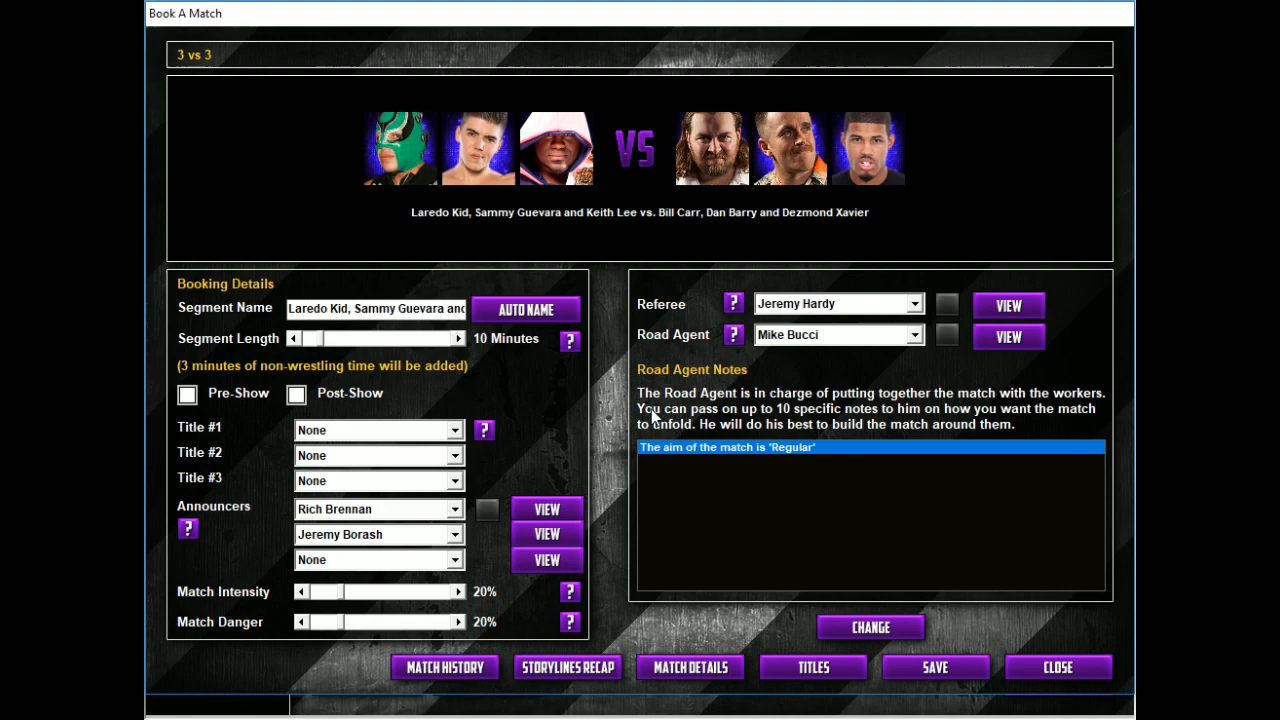 Book A Match
3 vs 3
VS
Laredo Kid, Sammy Guevara and Keith Lee vs. Bill Carr, Dan Barry and Dezmond Xavier
Booking Details
Segment Name Laredo Kid, Sammy Guevara and AUTO NAME
Segment Length 10 Minutes ?
(3 minutes of non-wrestling time will be added)
Pre-Show Post-Show
Title #1 None ?
Title #2 None
Title #3 None
Announcers Rich Brennan VIEW
? Jeremy Borash VIEW
None VIEW
Match Intensity 20% ?
Match Danger 20% ?
Referee ? Jeremy Hardy VIEW
Road Agent ? Mike Bucci VIEW
Road Agent Notes
The Road Agent is in charge of putting together the match with the workers.
You can pass on up to 10 specific notes to him on how you want the match
to unfold. He will do his best to build the match around them.
The aim of the match is 'Regular'
CHANGE
MATCH HISTORY STORYLINES RECAP MATCH DETAILS TITLES SAVE CLOSE